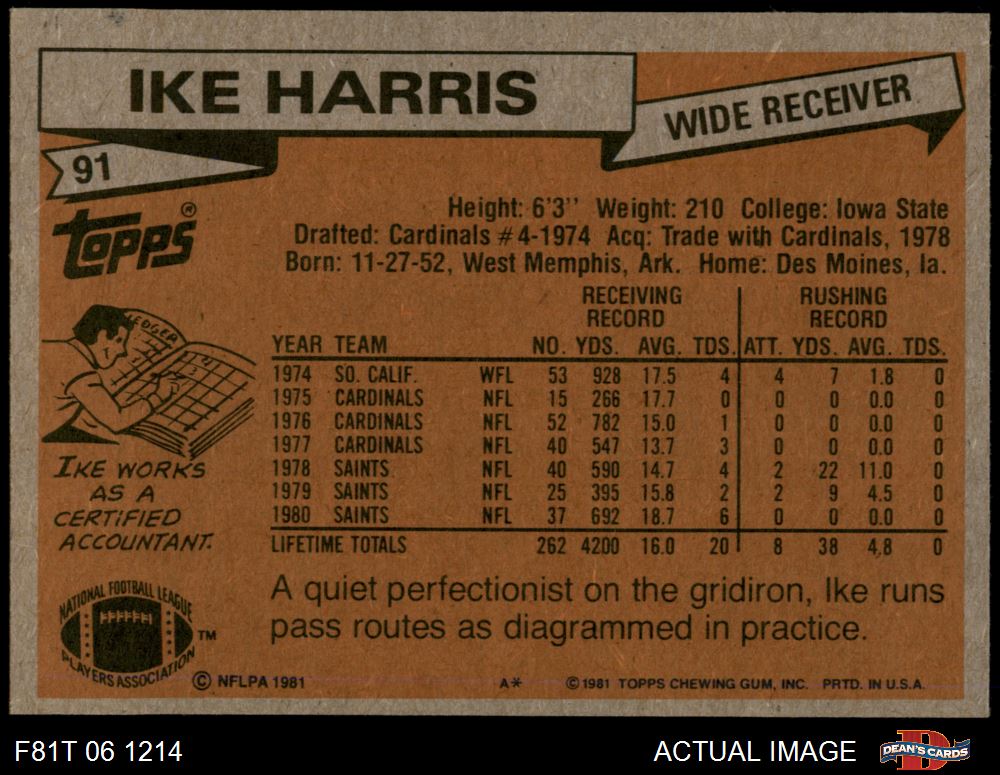 IKE HARRIS
WIDE RECEIVER
91
Topps®
Height: 6'3'' Weight: 210 College: Iowa State
Drafted: Cardinals #4-1974 Acq: Trade with Cardinals, 1978
Born: 11-27-52, West Memphis, Ark. Home: Des Moines, Ia.
LEDGER
RECEIVING RECORD RUSHING RECORD
YEAR TEAM NO. YDS. AVG. TDS. ATT. YDS. AVG. TDS.
1974 SO. CALIF. WFL 53 928 17.5 4 4 7 1.8 0
1975 CARDINALS NFL 15 266 17.7 0 0 0 0.0 0
1976 CARDINALS NFL 52 782 15.0 1 0 0 0.0 0
1977 CARDINALS NFL 40 547 13.7 3 0 0 0.0 0
1978 SAINTS NFL 40 590 14.7 4 2 22 11.0 0
1979 SAINTS NFL 25 395 15.8 2 2 9 4.5 0
1980 SAINTS NFL 37 692 18.7 6 0 0 0.0 0
LIFETIME TOTALS 262 4200 16.0 20 8 38 4.8 0
IKE WORKS
AS A
CERTIFIED
ACCOUNTANT.
A quiet perfectionist on the gridiron, Ike runs
pass routes as diagrammed in practice.
NATIONAL FOOTBALL LEAGUE
PLAYERS ASSOCIATION
TM
© NFLPA 1981 A* © 1981 TOPPS CHEWING GUM, INC. PRTD. IN U.S.A.
F81T 06 1214 ACTUAL IMAGE D DEAN'S CARDS